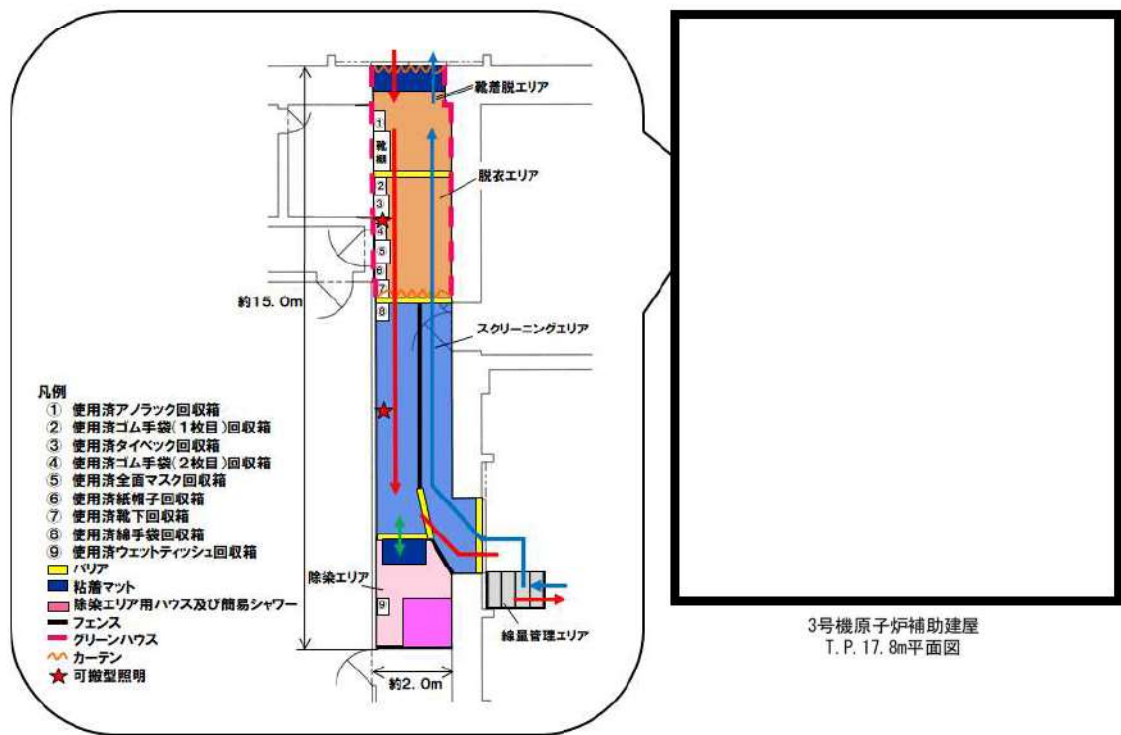 靴着脱エリア
①
靴棚
脱衣エリア
②
③
④
⑤
⑥
⑦
⑧
約15.0m
スクリーニングエリア
凡例
① 使用済アノラック回収箱
② 使用済ゴム手袋(1枚目)回収箱
③ 使用済タイベック回収箱
④ 使用済ゴム手袋(2枚目)回収箱
⑤ 使用済全面マスク回収箱
⑥ 使用済紙帽子回収箱
⑦ 使用済靴下回収箱
⑧ 使用済綿手袋回収箱
⑨ 使用済ウェットティッシュ回収箱
バリア
粘着マット
除染エリア用ハウス及び簡易シャワー
フェンス
グリーンハウス
カーテン
可搬型照明
除染エリア
⑨
線量管理エリア
約2.0m
3号機原子炉補助建屋
T.P.17.8m平面図